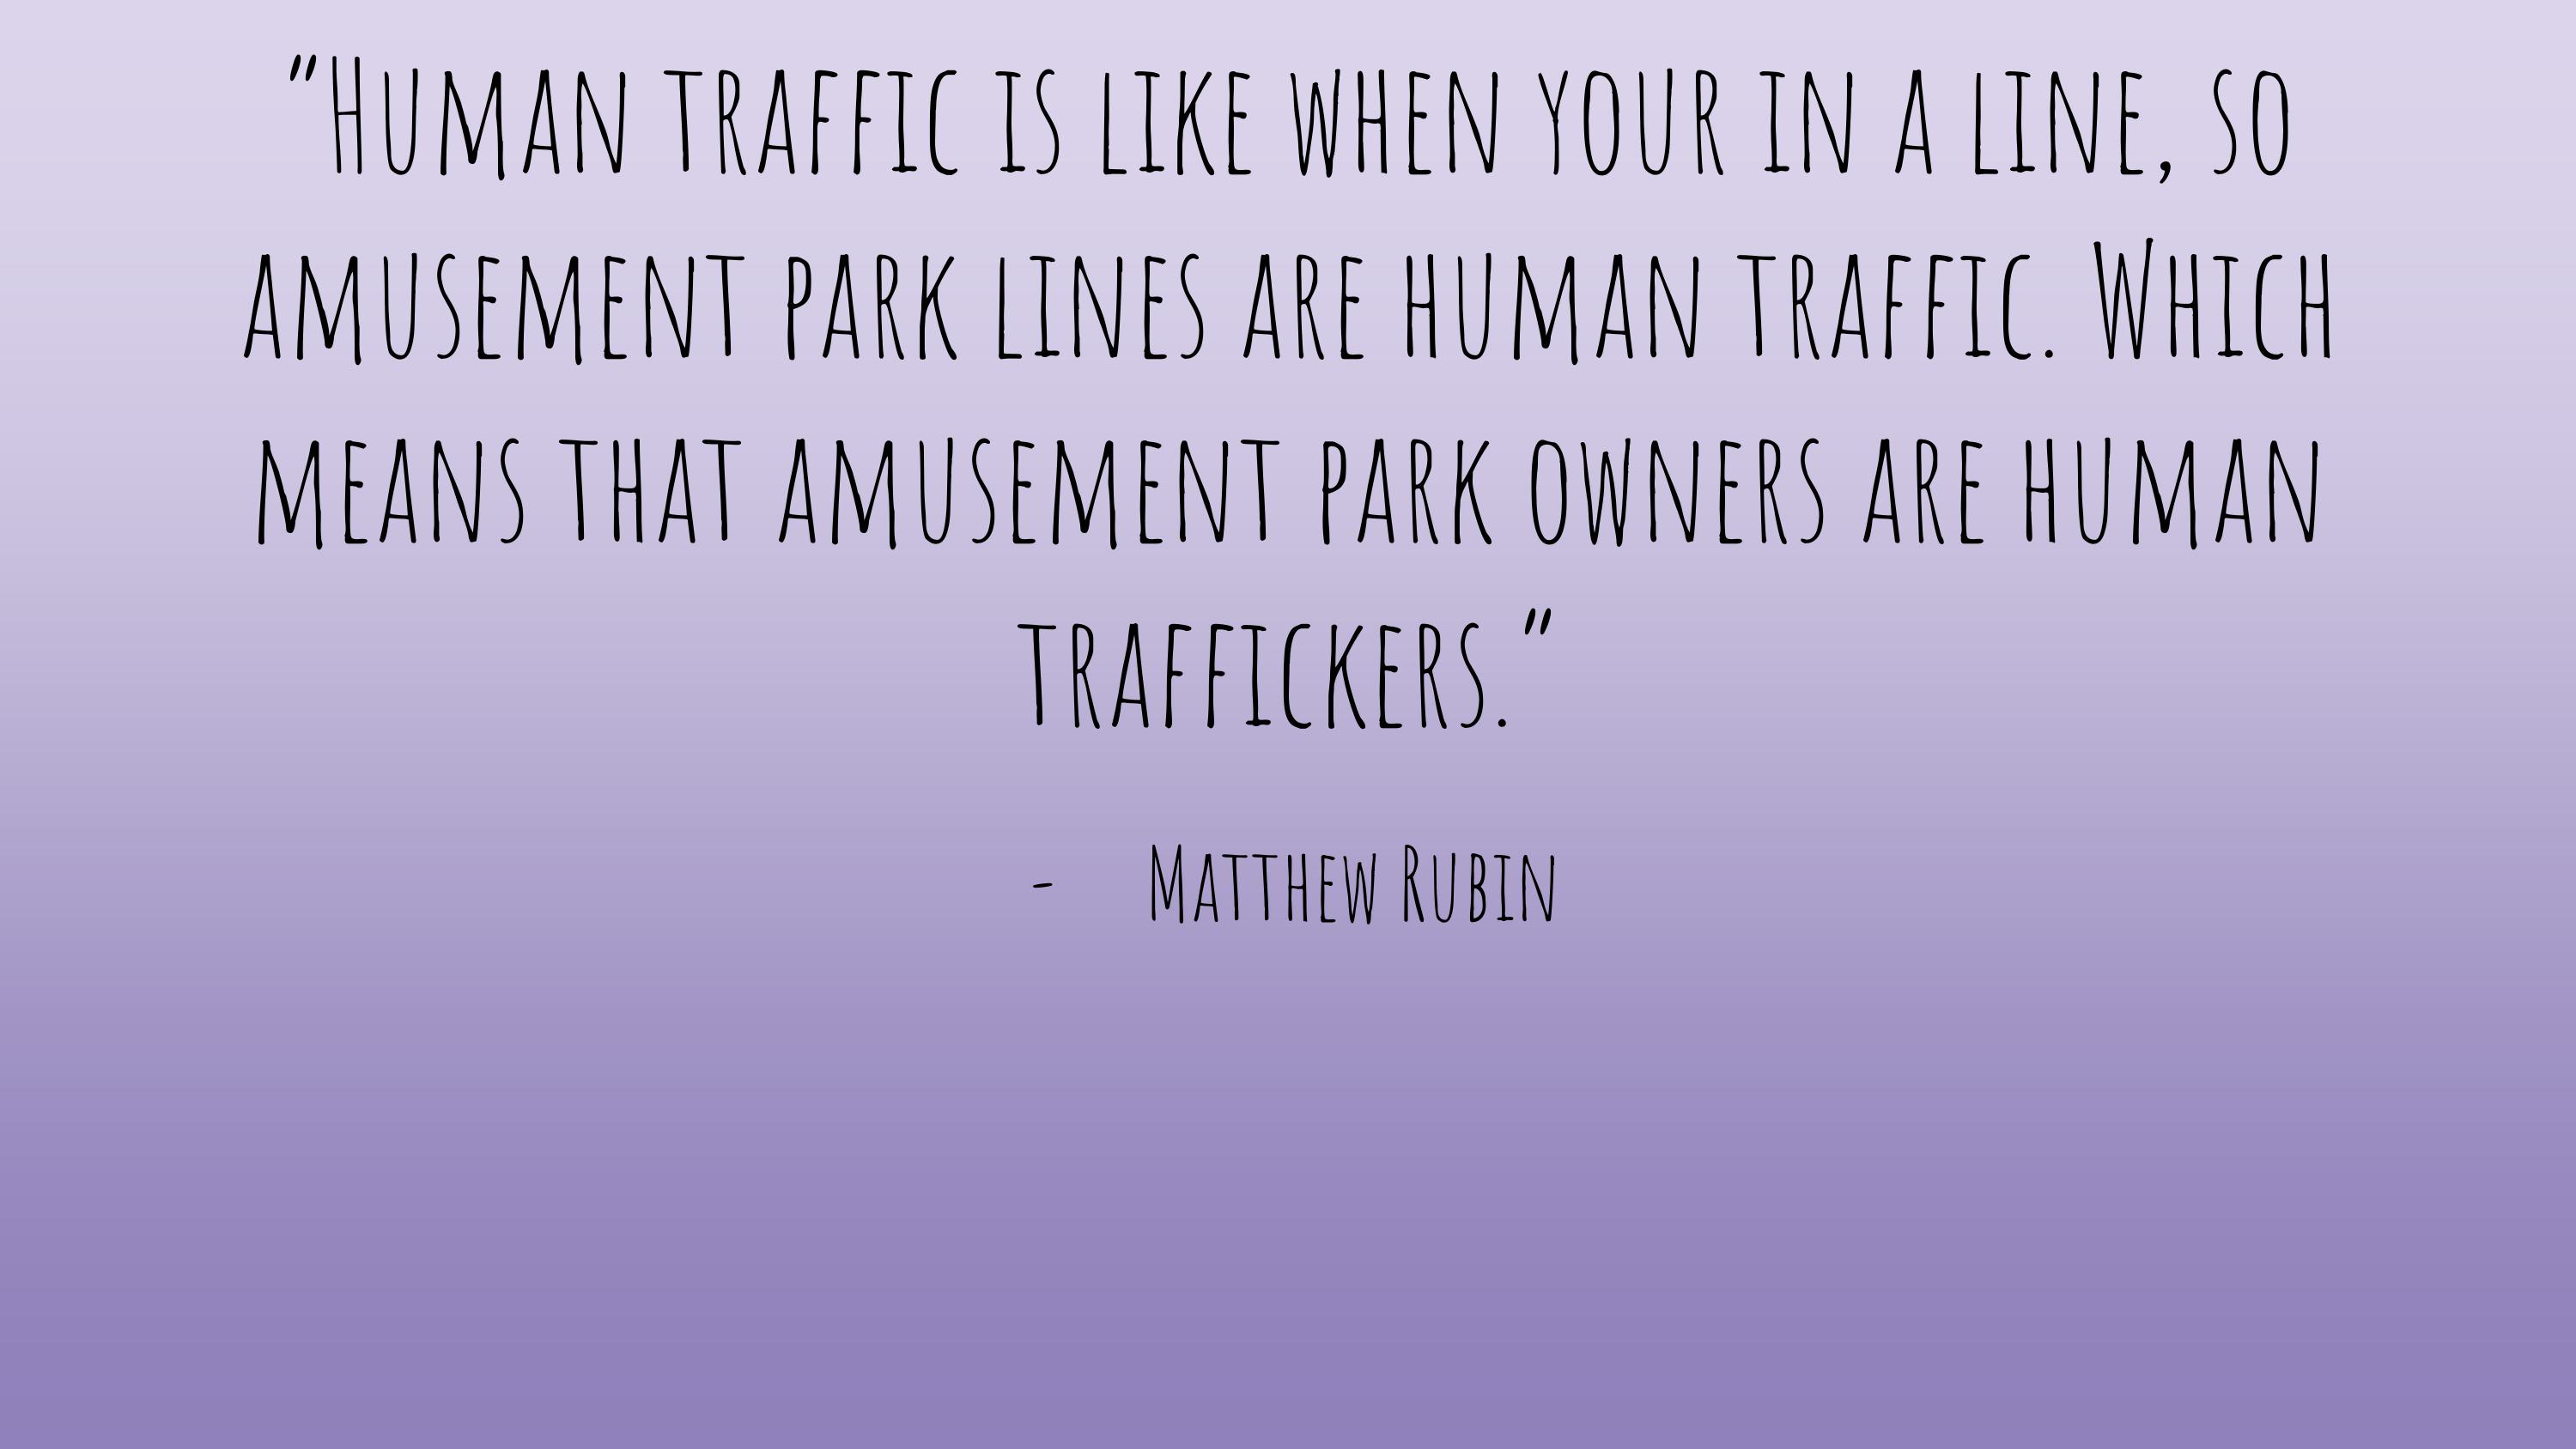 "Human traffic is like when your in a line, so
amusement park lines are human traffic. Which
means that amusement park owners are human
traffickers."
- Matthew Rubin